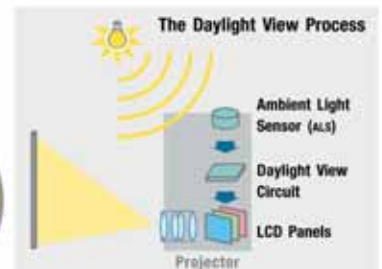 The Daylight View Process
Ambient Light
Sensor (ALS)
Daylight View
Circuit
LCD Panels
Projector